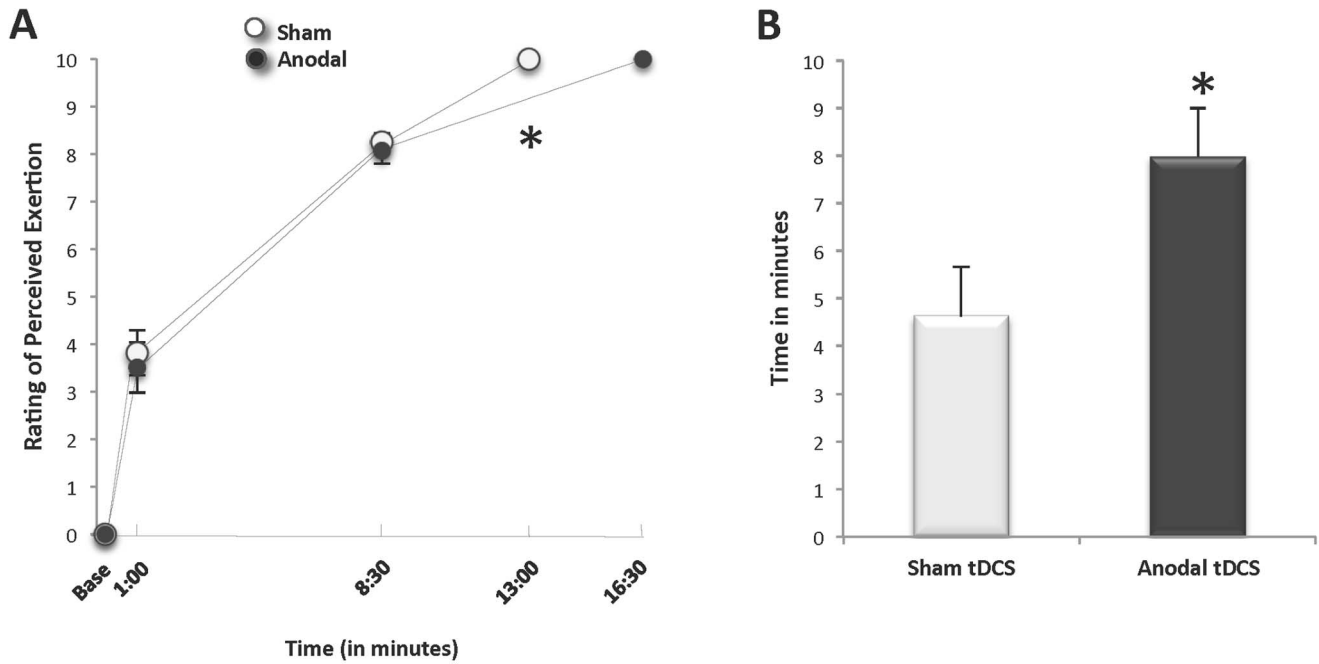 A
Sham
Anodal
10
9
8
7
6
5
4
3
2
1
0
*
Rating of Perceived Exertion
Base
1:00
8:30
13:00
16:30
Time (in minutes)
B
10
9
8
7
6
5
4
3
2
1
0
*
Time in minutes
Sham tDCS
Anodal tDCS